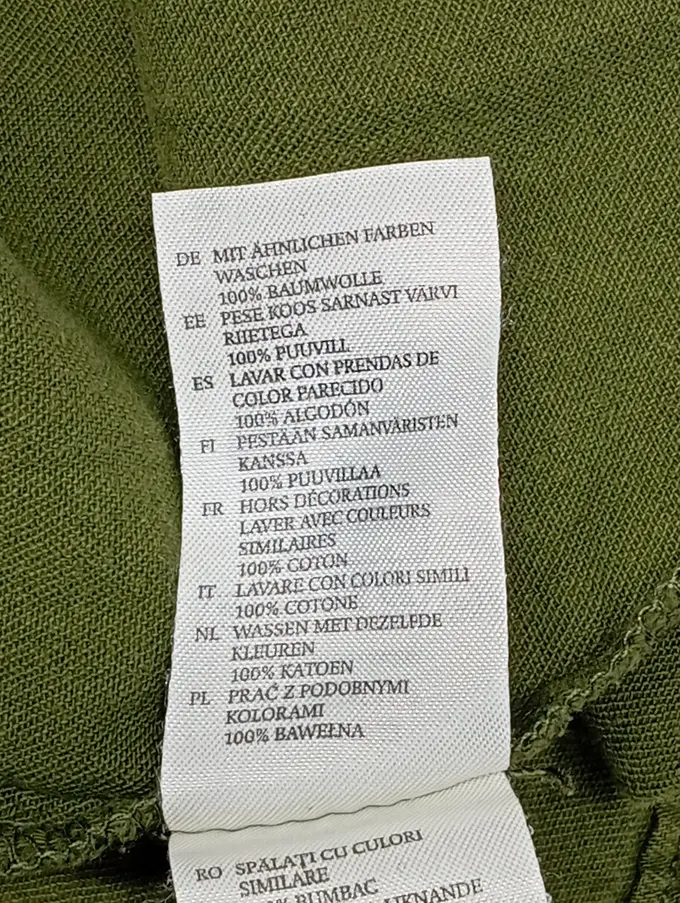 DE MIT ÄHNLICHEN FARBEN
WASCHEN
100% BAUMWOLLE
EE PESE KOOS SARNAST VÄRVI
RIIETEGA
100% PUUVILL
ES LAVAR CON PRENDAS DE
COLOR PARECIDO
100% ALGODÓN
FI PESTÄÄN SAMANVÄRISTEN
KANSSA
100% PUUVILLAA
FR HORS DÉCORATIONS
LAVER AVEC COULEURS
SIMILAIRES
100% COTON
IT LAVARE CON COLORI SIMILI
100% COTONE
NL WASSEN MET DEZELFDE
KLEUREN
100% KATOEN
PL PRAĆ Z PODOBNYMI
KOLORAMI
100% BAWEŁNA
RO SPĂLAȚI CU CULORI
SIMILARE
BUMBAC